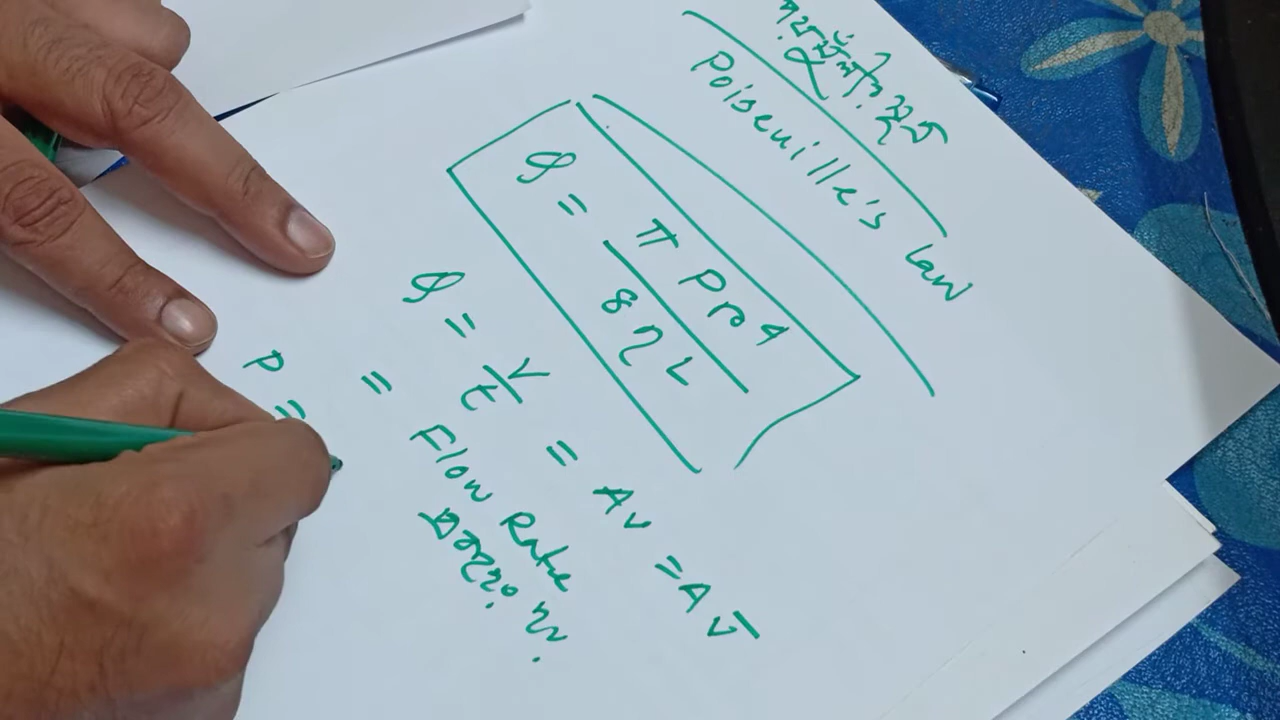 Poiseuille's law
Q = πPr⁴ / 8ηL
Q = V/t = Av = Av̄
= Flow Rate
P =